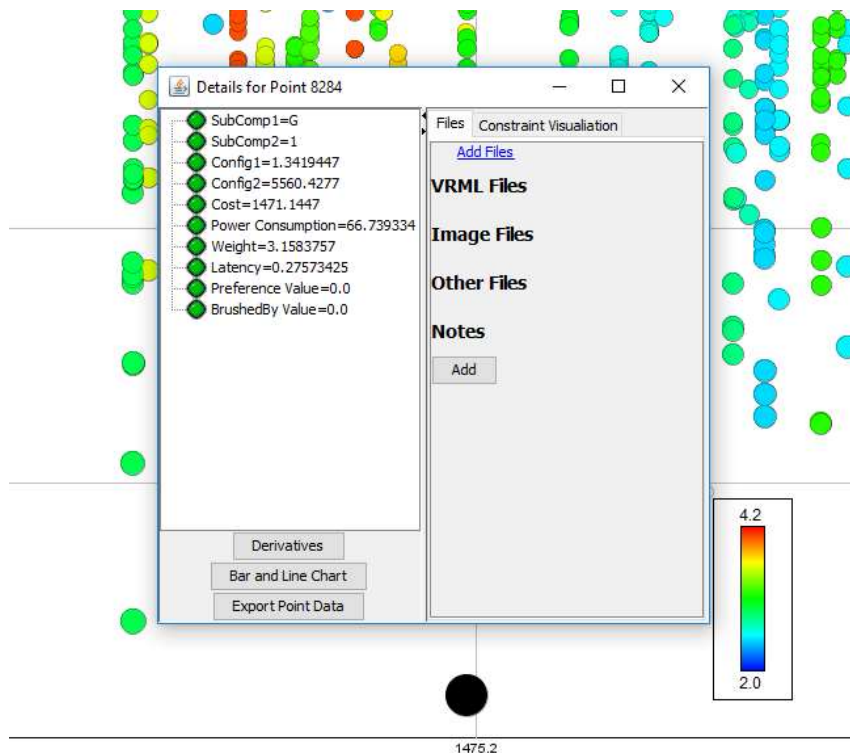 Details for Point 8284
SubComp1=G
SubComp2=1
Config1=1.3419447
Config2=5560.4277
Cost=1471.1447
Power Consumption=66.739334
Weight=3.1583757
Latency=0.27573425
Preference Value=0.0
BrushedBy Value=0.0
Derivatives
Bar and Line Chart
Export Point Data
Files
Constraint Visualiation
Add Files
VRML Files
Image Files
Other Files
Notes
Add
4.2
2.0
1475.2